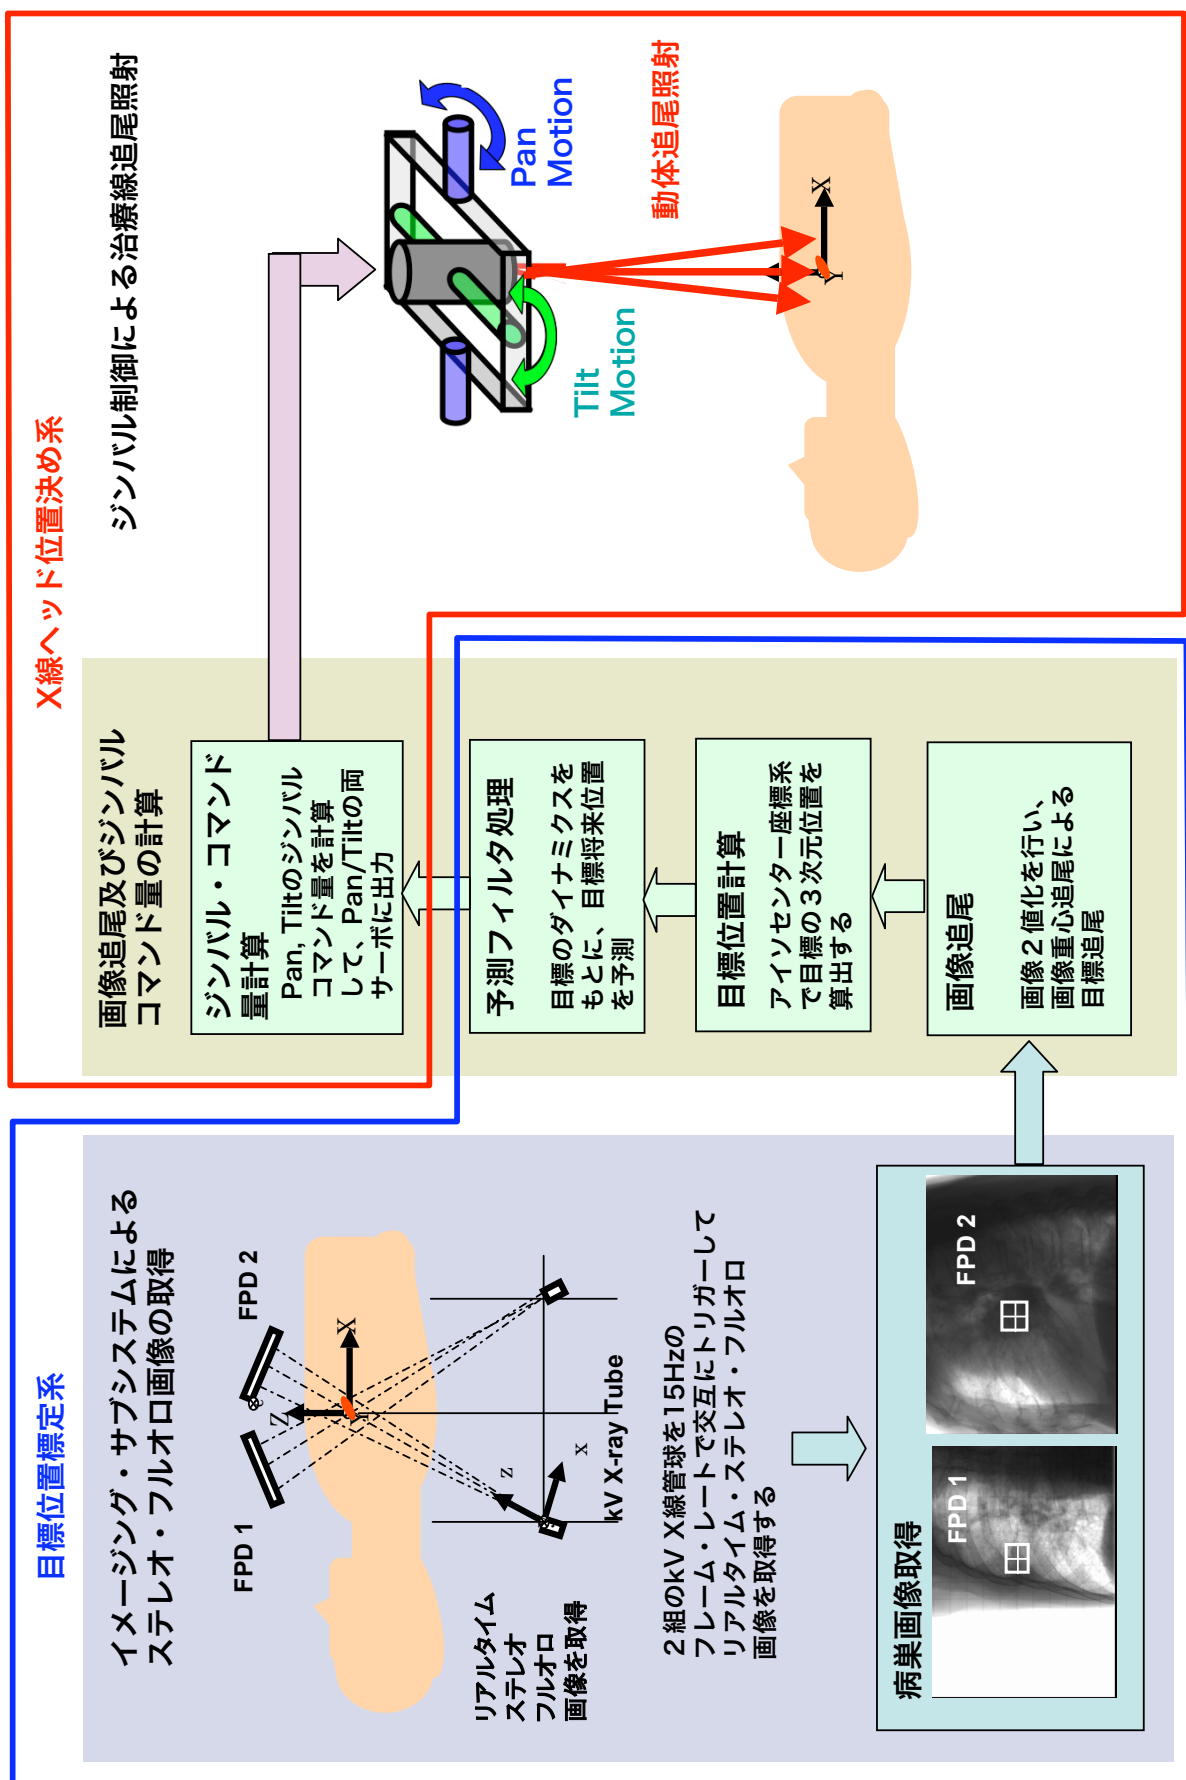 目標位置標定系
イメージング・サブシステムによる
ステレオ・フルオロ画像の取得
FPD 1
FPD 2
Z
X
z
x
リアルタイム
ステレオ
フルオロ
画像を取得
kV X-ray Tube
2組のkV X線管球を15Hzの
フレーム・レートで交互にトリガーして
リアルタイム・ステレオ・フルオロ
画像を取得する
病巣画像取得
FPD 1
FPD 2
X線ヘッド位置決め系
画像追尾及びジンバル
コマンド量の計算
ジンバル・コマンド
量計算
Pan, Tiltのジンバル
コマンド量を計算
して、Pan/Tiltの両
サーボに出力
予測フィルタ処理
目標のダイナミクスを
もとに、目標将来位置
を予測
目標位置計算
アイソセンター座標系
で目標の3次元位置を
算出する
画像追尾
画像2値化を行い、
画像重心追尾による
目標追尾
ジンバル制御による治療線追尾照射
Pan
Motion
Tilt
Motion
動体追尾照射
X
Y